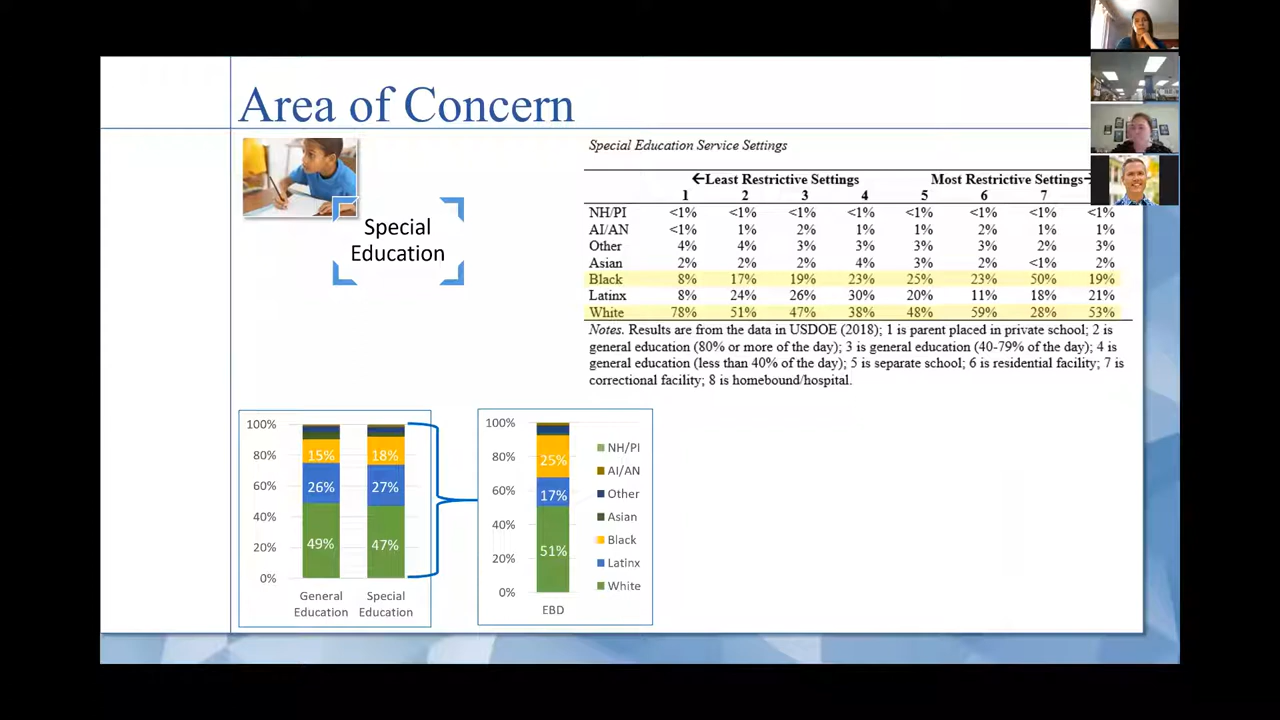 Area of Concern
Special
Education
Special Education Service Settings
←Least Restrictive Settings Most Restrictive Settings→
1 2 3 4 5 6 7
NH/PI <1% <1% <1% <1% <1% <1% <1% <1%
AI/AN <1% 1% 2% 1% 1% 2% 1% 1%
Other 4% 4% 3% 3% 3% 3% 2% 3%
Asian 2% 2% 2% 4% 3% 2% <1% 2%
Black 8% 17% 19% 23% 25% 23% 50% 19%
Latinx 8% 24% 26% 30% 20% 11% 18% 21%
White 78% 51% 47% 38% 48% 59% 28% 53%
Notes. Results are from the data in USDOE (2018); 1 is parent placed in private school; 2 is
general education (80% or more of the day); 3 is general education (40-79% of the day); 4 is
general education (less than 40% of the day); 5 is separate school; 6 is residential facility; 7 is
correctional facility; 8 is homebound/hospital.
100%
80%
60%
40%
20%
0%
15% 18%
26% 27%
49% 47%
General Special
Education Education
100%
80%
60%
40%
20%
0%
25%
17%
51%
EBD
NH/PI
AI/AN
Other
Asian
Black
Latinx
White